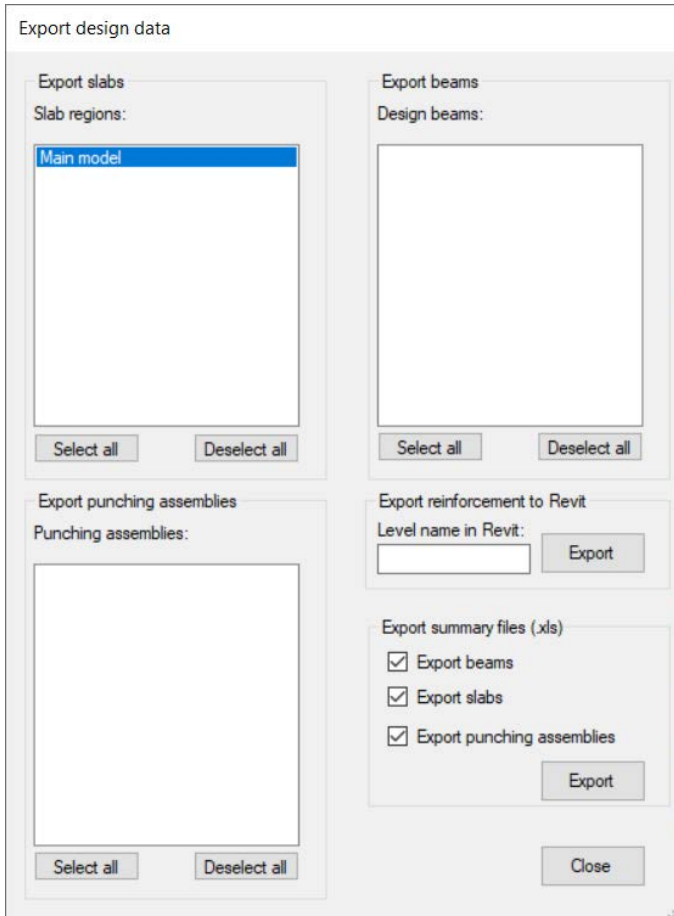 Export design data
Export slabs
Slab regions:
Main model
Select all
Deselect all
Export beams
Design beams:
Select all
Deselect all
Export punching assemblies
Punching assemblies:
Select all
Deselect all
Export reinforcement to Revit
Level name in Revit:
Export
Export summary files (.xls)
Export beams
Export slabs
Export punching assemblies
Export
Close